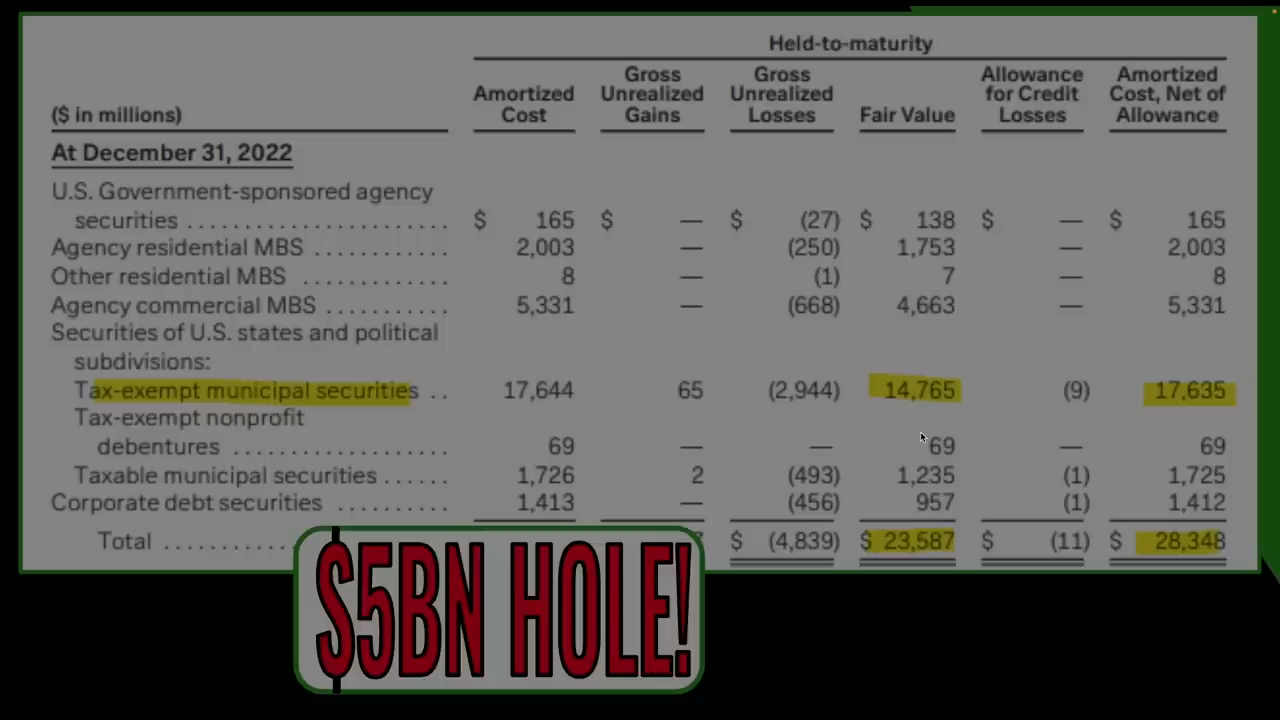 Held-to-maturity
($ in millions) Amortized Cost Gross Unrealized Gains Gross Unrealized Losses Fair Value Allowance for Credit Losses Amortized Cost, Net of Allowance
At December 31, 2022
U.S. Government-sponsored agency
securities ........................ $ 165 $ — $ (27) $ 138 $ — $ 165
Agency residential MBS ............ 2,003 — (250) 1,753 — 2,003
Other residential MBS ............. 8 — (1) 7 — 8
Agency commercial MBS ........... 5,331 — (668) 4,663 — 5,331
Securities of U.S. states and political
subdivisions:
Tax-exempt municipal securities .. 17,644 65 (2,944) 14,765 (9) 17,635
Tax-exempt nonprofit
debentures .................... 69 — — 69 — 69
Taxable municipal securities ...... 1,726 2 (493) 1,235 (1) 1,725
Corporate debt securities .......... 1,413 — (456) 957 (1) 1,412
Total ............ $ (4,839) $ 23,587 $ (11) $ 28,348
$5BN HOLE!